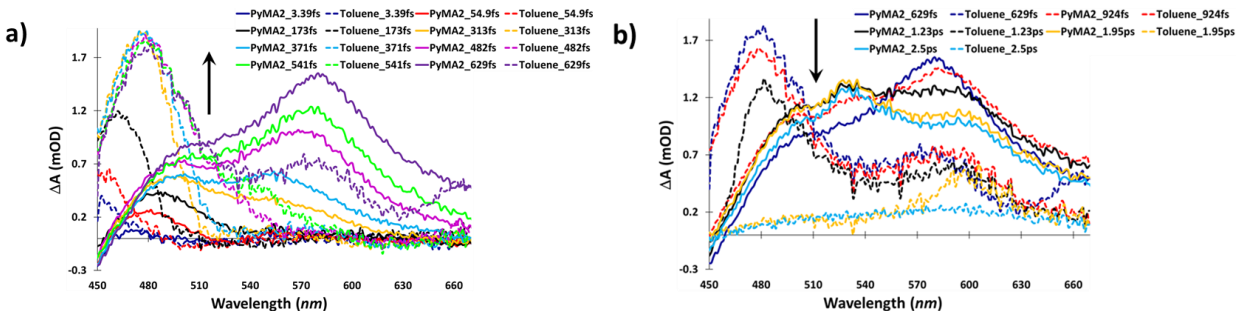 a)
PyMA2_3.39fs Toluene_3.39fs PyMA2_54.9fs Toluene_54.9fs
PyMA2_173fs Toluene_173fs PyMA2_313fs Toluene_313fs
PyMA2_371fs Toluene_371fs PyMA2_482fs Toluene_482fs
PyMA2_541fs Toluene_541fs PyMA2_629fs Toluene_629fs
1.7
1.2
0.7
0.2
-0.3
ΔA (mOD)
450 480 510 540 570 600 630 660
Wavelength (nm)
b)
PyMA2_629fs Toluene_629fs PyMA2_924fs Toluene_924fs
PyMA2_1.23ps Toluene_1.23ps PyMA2_1.95ps Toluene_1.95ps
PyMA2_2.5ps Toluene_2.5ps
1.7
1.2
0.7
0.2
-0.3
ΔA (mOD)
450 480 510 540 570 600 630 660
Wavelength (nm)